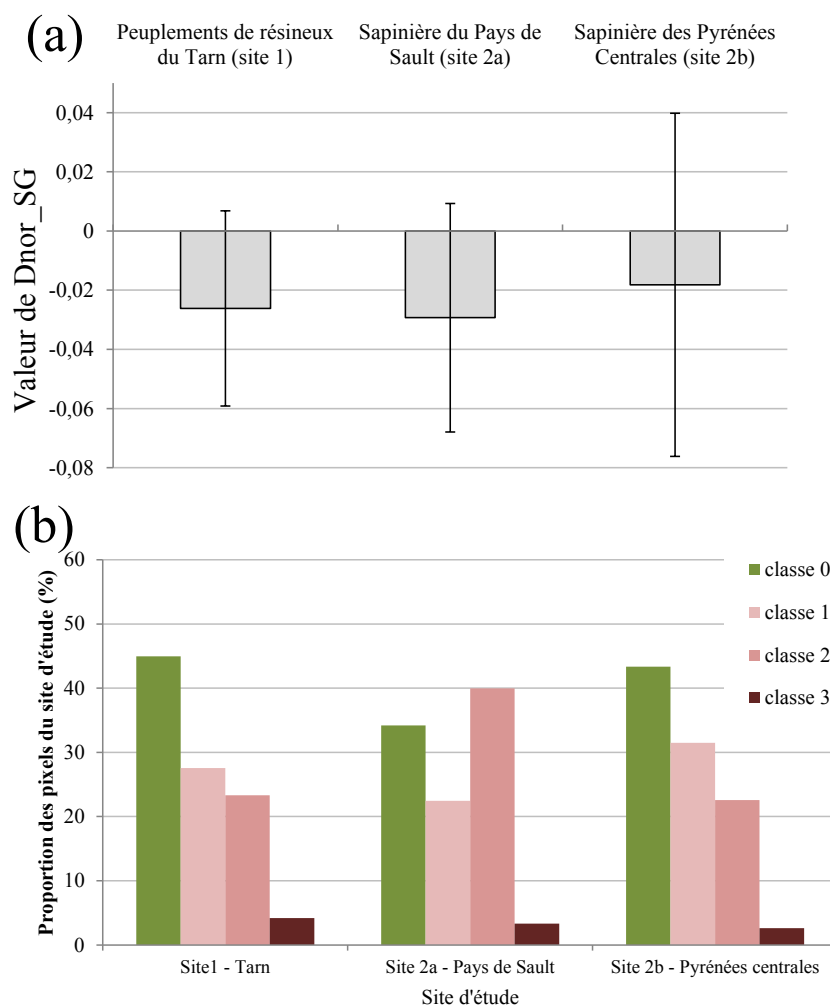 (a)
Peuplements de résineux
du Tarn (site 1)
Sapinière du Pays de
Sault (site 2a)
Sapinière des Pyrénées
Centrales (site 2b)
Valeur de Dnor_SG
0,04
0,02
0
-0,02
-0,04
-0,06
-0,08
(b)
Proportion des pixels du site d'étude (%)
60
50
40
30
20
10
0
classe 0
classe 1
classe 2
classe 3
Site1 - Tarn
Site 2a - Pays de Sault
Site 2b - Pyrénées centrales
Site d'étude